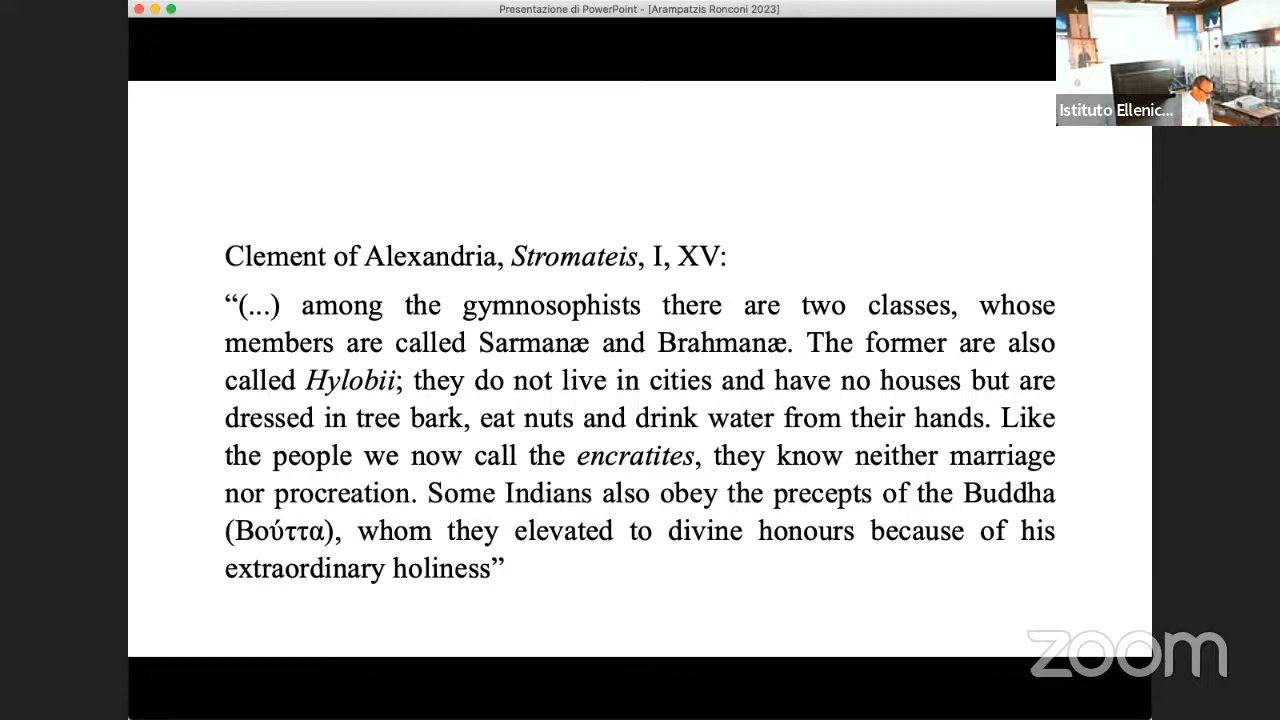 Presentazione di PowerPoint - [Arampatzis Ronconi 2023]
Istituto Ellenic...
Clement of Alexandria, Stromateis, I, XV:
“(...) among the gymnosophists there are two classes, whose
members are called Sarmanæ and Brahmanæ. The former are also
called Hylobii; they do not live in cities and have no houses but are
dressed in tree bark, eat nuts and drink water from their hands. Like
the people we now call the encratites, they know neither marriage
nor procreation. Some Indians also obey the precepts of the Buddha
(Βούττα), whom they elevated to divine honours because of his
extraordinary holiness”
zoom